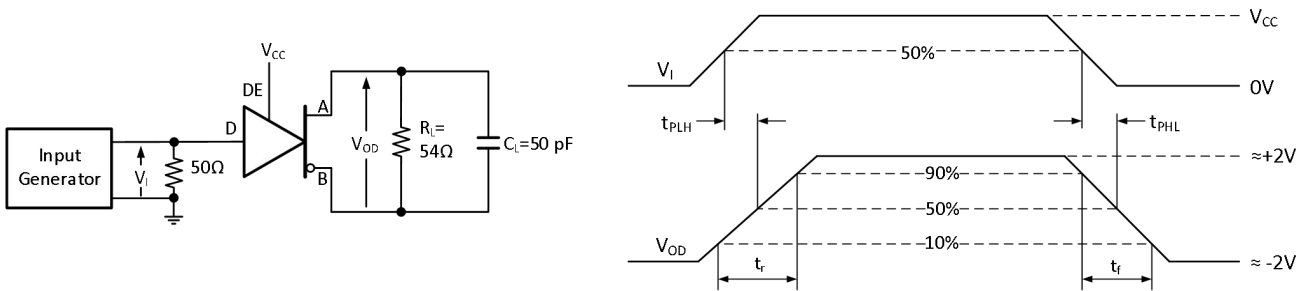 V_CC
DE
D
A
B
Input
Generator
V_I
50Ω
V_OD
R_L=
54Ω
C_L=50 pF
V_CC
50%
V_I
0V
t_PLH
t_PHL
≈+2V
90%
50%
10%
V_OD
≈ -2V
t_r
t_f